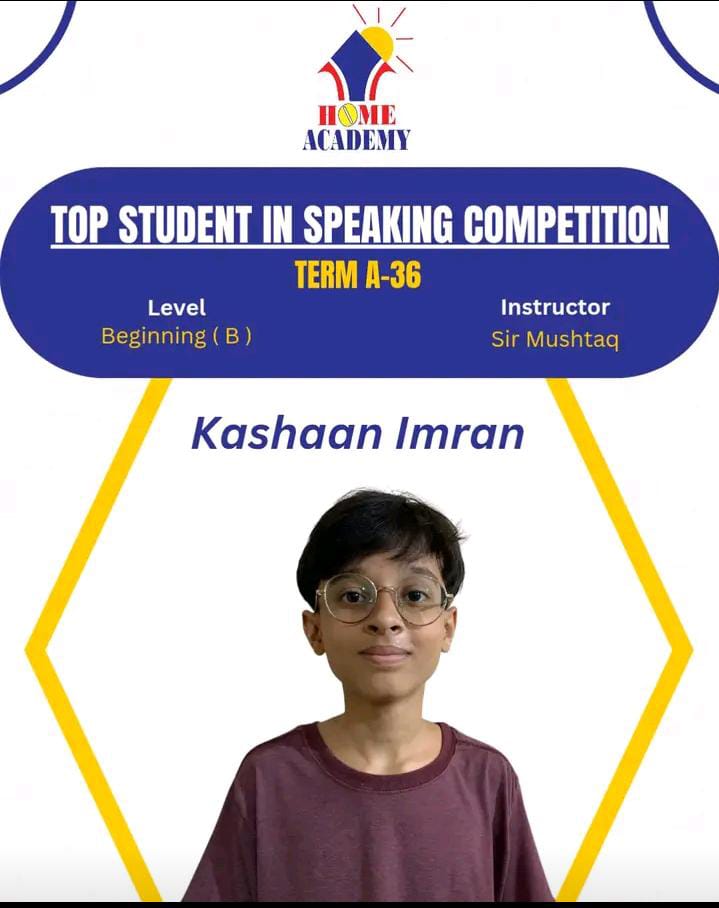 HOME
ACADEMY
TOP STUDENT IN SPEAKING COMPETITION
TERM A-36
Level
Beginning ( B )
Instructor
Sir Mushtaq
Kashaan Imran